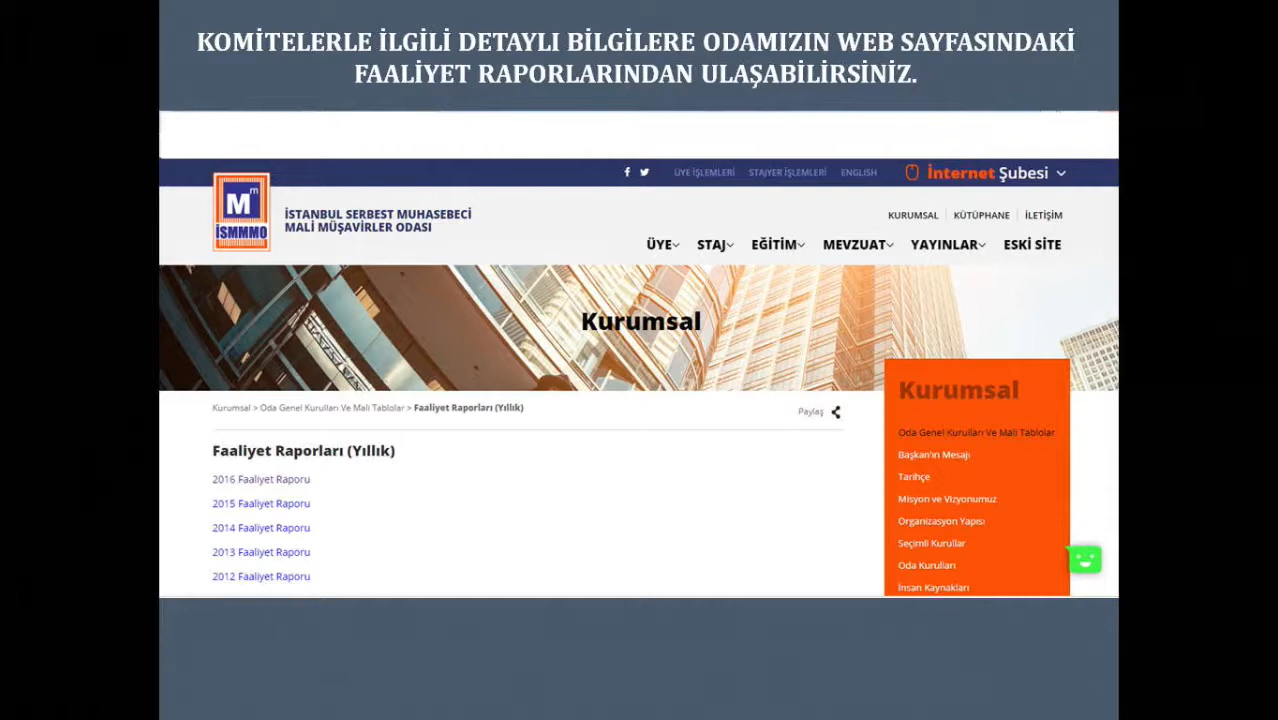 KOMİTELERLE İLGİLİ DETAYLI BİLGİLERE ODAMIZIN WEB SAYFASINDAKİ
FAALİYET RAPORLARINDAN ULAŞABİLİRSİNİZ.
ÜYE İŞLEMLERİ STAJYER İŞLEMLERİ ENGLISH İnternet Şubesi
Mm
İSMMMO
İSTANBUL SERBEST MUHASEBECİ
MALİ MÜŞAVİRLER ODASI
KURUMSAL KÜTÜPHANE İLETİŞİM
ÜYE STAJ EĞİTİM MEVZUAT YAYINLAR ESKİ SİTE
Kurumsal
Kurumsal > Oda Genel Kurulları Ve Mali Tablolar > Faaliyet Raporları (Yıllık)
Paylaş
Faaliyet Raporları (Yıllık)
2016 Faaliyet Raporu
2015 Faaliyet Raporu
2014 Faaliyet Raporu
2013 Faaliyet Raporu
2012 Faaliyet Raporu
Kurumsal
Oda Genel Kurulları Ve Mali Tablolar
Başkan'ın Mesajı
Tarihçe
Misyon ve Vizyonumuz
Organizasyon Yapısı
Seçimli Kurullar
Oda Kurulları
İnsan Kaynakları